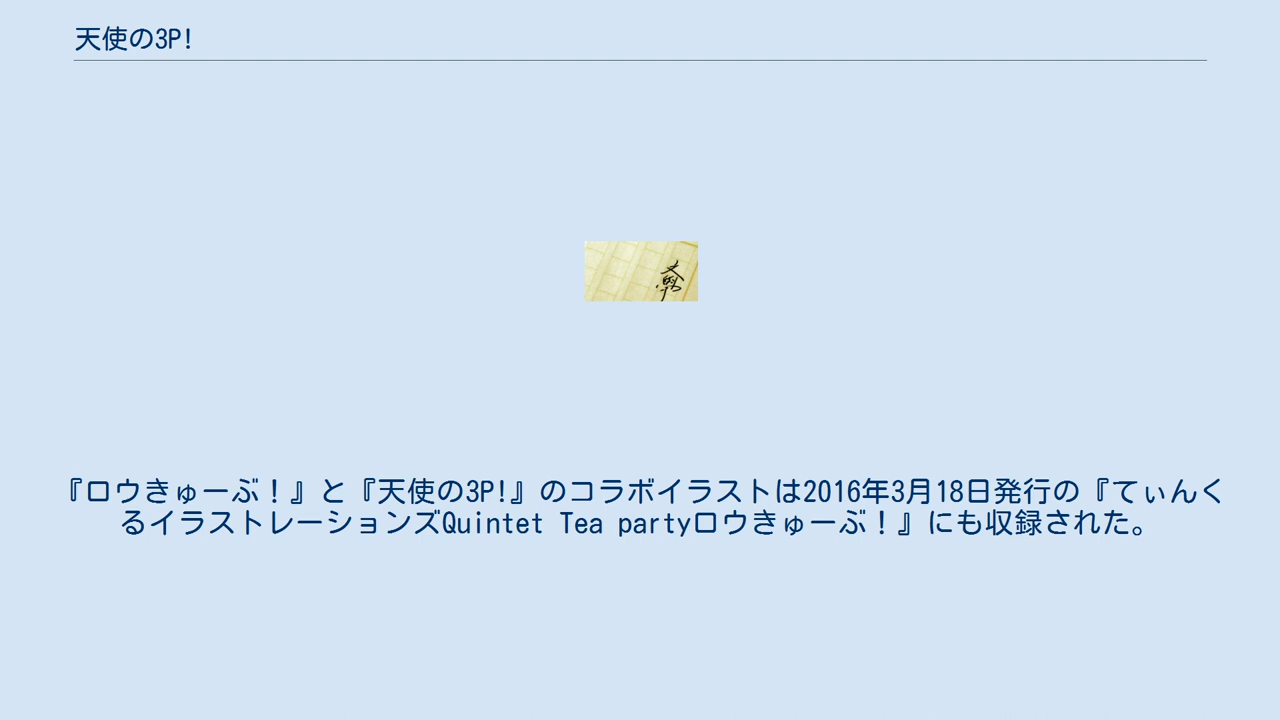 天使の3P!
『ロウきゅーぶ！』と『天使の3P!』のコラボイラストは2016年3月18日発行の『てぃんく
るイラストレーションズQuintet Tea partyロウきゅーぶ！』にも収録された。